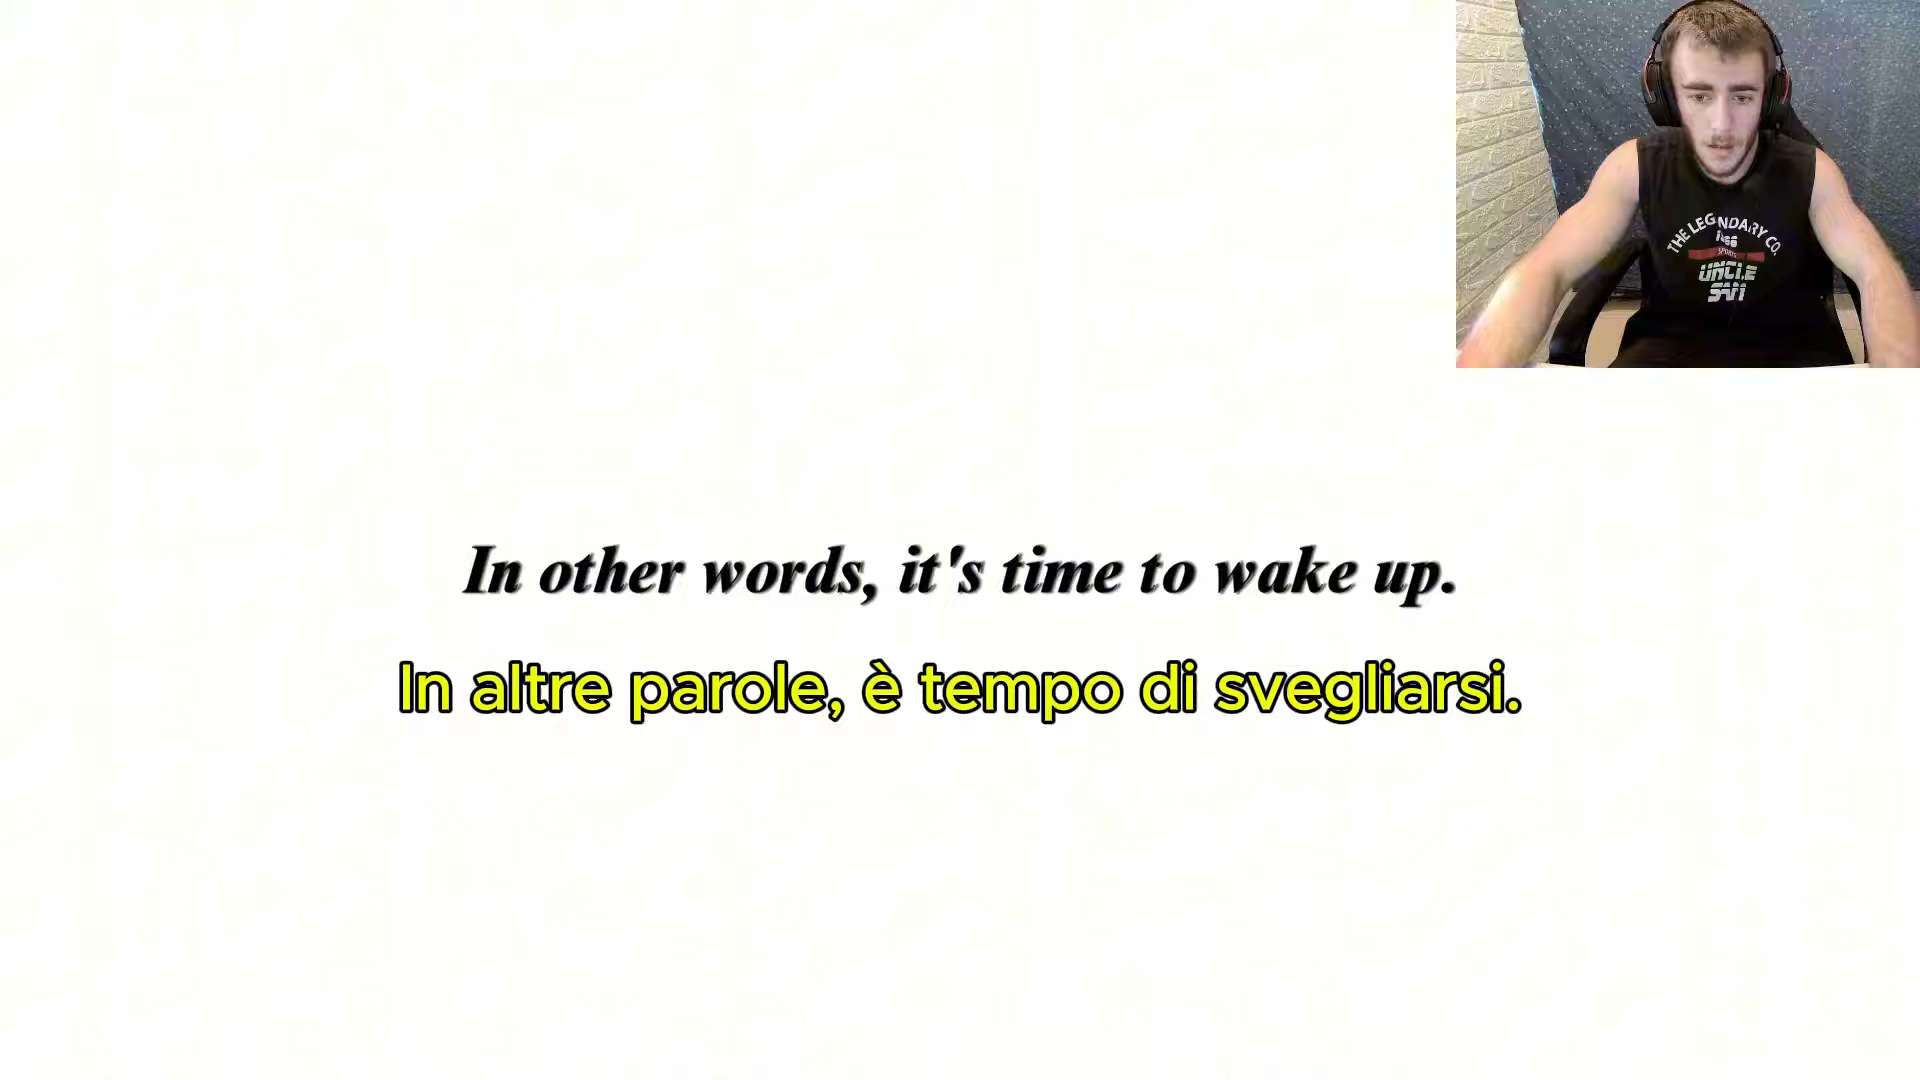 THE LEGENDARY CO.
SPORTS
UNCLE
SAM
In other words, it's time to wake up.
In altre parole, è tempo di svegliarsi.